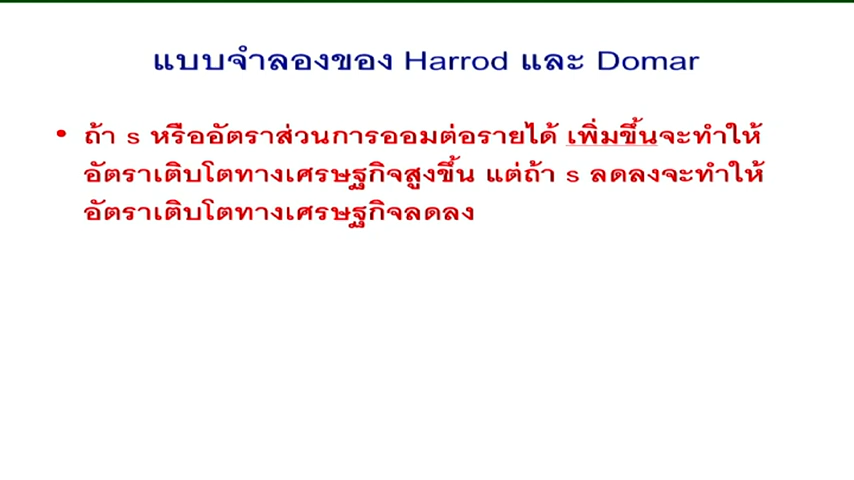 แบบจำลองของ Harrod และ Domar
• ถ้า s หรืออัตราส่วนการออมต่อรายได้ เพิ่มขึ้นจะทำให้
อัตราเติบโตทางเศรษฐกิจสูงขึ้น แต่ถ้า s ลดลงจะทำให้
อัตราเติบโตทางเศรษฐกิจลดลง